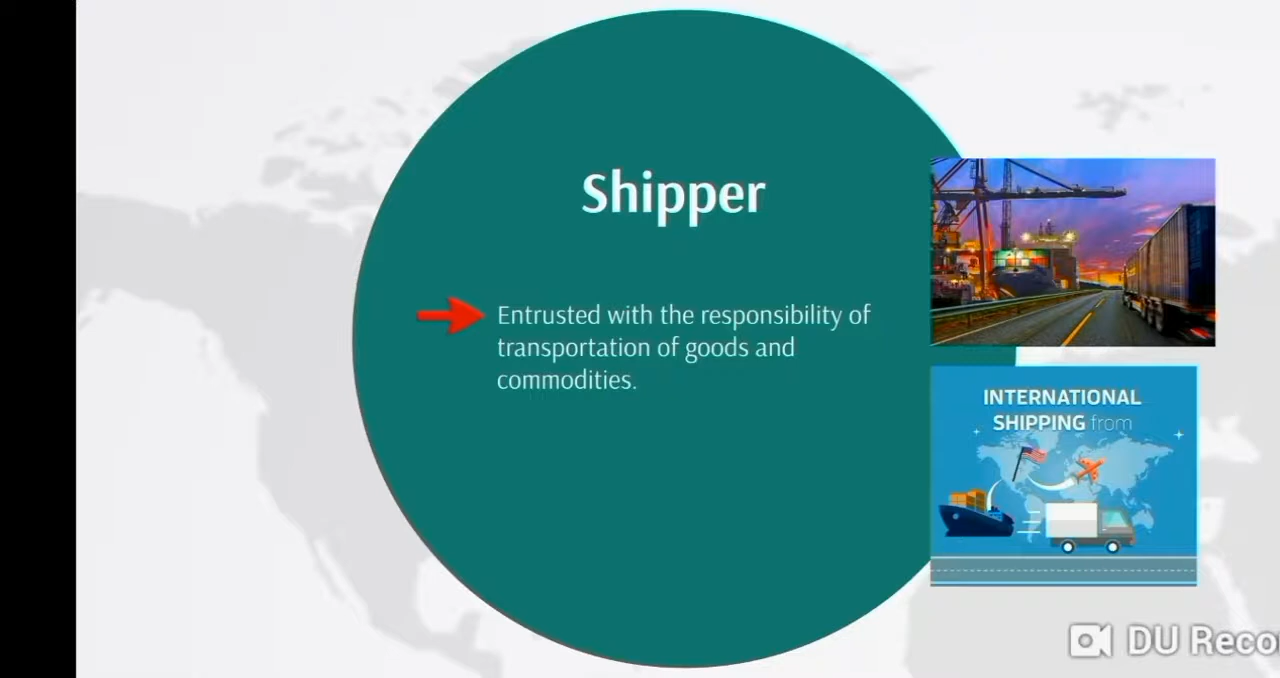 Shipper
Entrusted with the responsibility of
transportation of goods and
commodities.
INTERNATIONAL
SHIPPING from
DU Reco